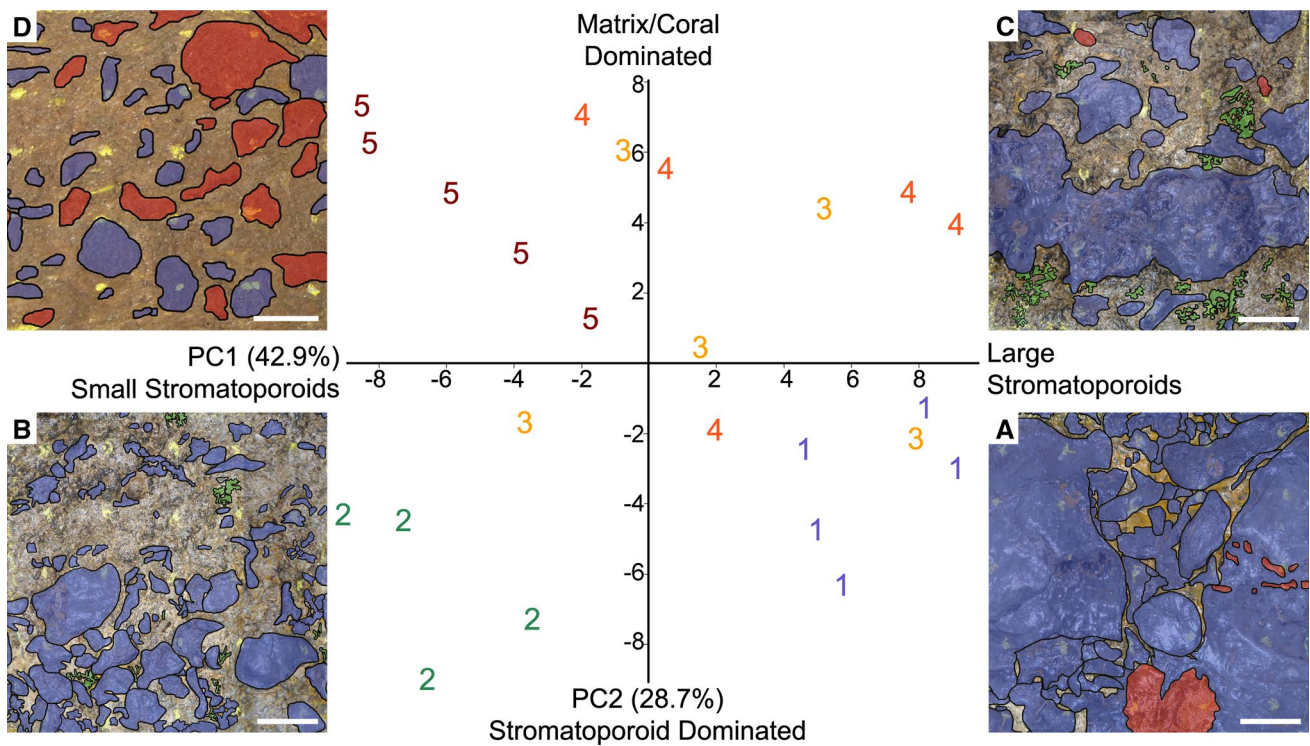 D
Matrix/Coral
Dominated
C
8
5
4
5
3
6
4
5
4
3
4
4
5
2
5
3
PC1 (42.9%)
Small Stromatoporoids
-8 -6 -4 -2 2 4 6 8
Large
Stromatoporoids
B
A
1
3
-2
4
1
3
1
2
2
-4
1
-6
1
2
-8
2
PC2 (28.7%)
Stromatoporoid Dominated